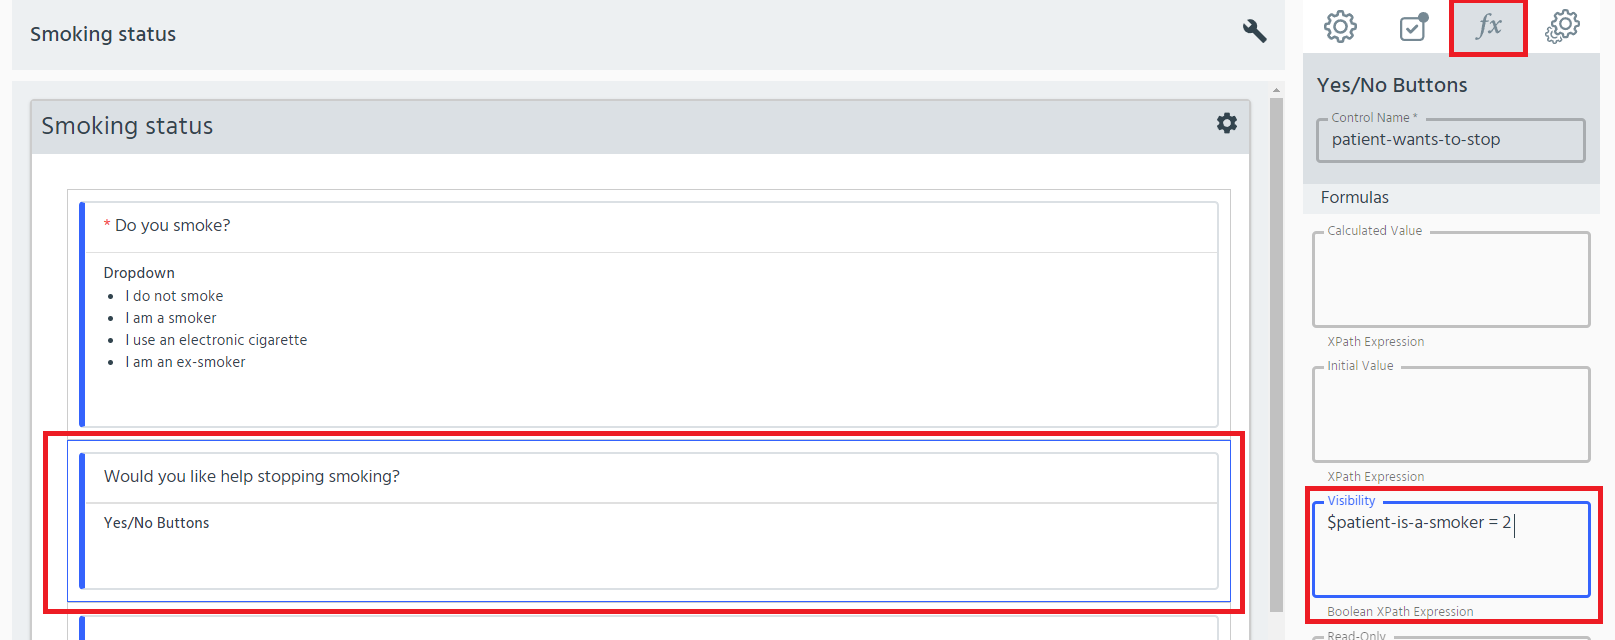 Smoking status
Smoking status
* Do you smoke?
Dropdown
• I do not smoke
• I am a smoker
• I use an electronic cigarette
• I am an ex-smoker
Would you like help stopping smoking?
Yes/No Buttons
fx
Yes/No Buttons
Control Name *
patient-wants-to-stop
Formulas
Calculated Value
XPath Expression
Initial Value
XPath Expression
Visibility
$patient-is-a-smoker = 2
Boolean XPath Expression
Read-Only